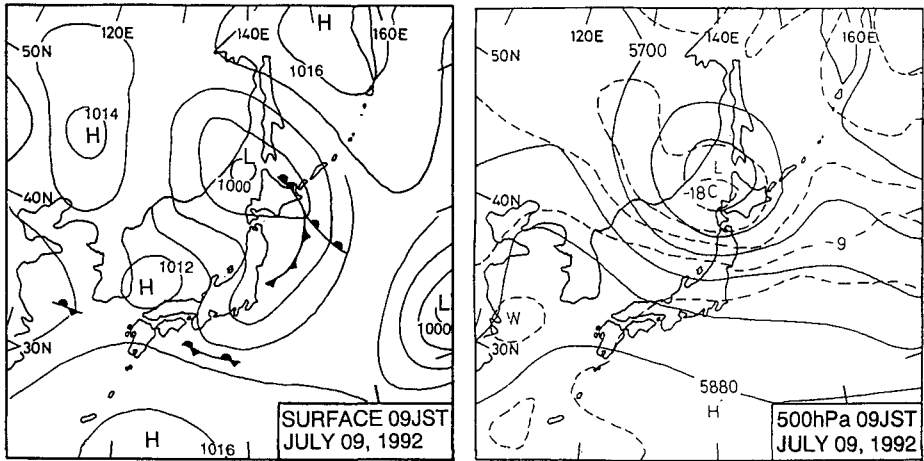 120E 140E H 160E
50N
1016
1014
H
L
1000
40N
1012
H
L
1000
30N
H
1016
SURFACE 09JST
JULY 09, 1992
50N 120E 5700 140E 160E
L
-18C
40N
9
W
30N
5880
H
500hPa 09JST
JULY 09, 1992